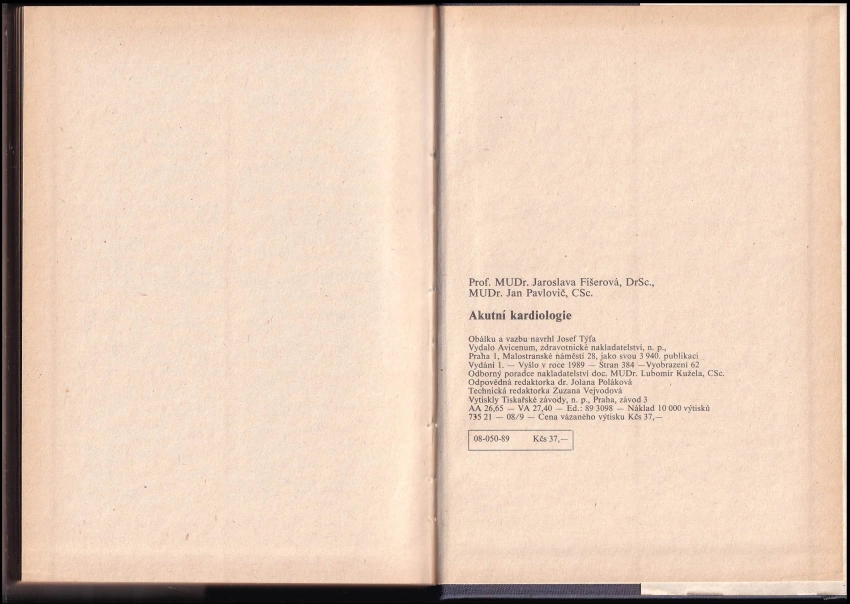 Prof. MUDr. Jaroslava Fišerová, DrSc.,
MUDr. Jan Pavlovič, CSc.
Akutní kardiologie
Obálku a vazbu navrhl Josef Týfa
Vydalo Avicenum, zdravotnické nakladatelství, n. p.,
Praha 1, Malostranské náměstí 28, jako svou 3 940. publikaci
Vydání 1. — Vyšlo v roce 1989 — Stran 384 —Vyobrazení 62
Odborný poradce nakladatelství doc. MUDr. Lubomír Kužela, CSc.
Odpovědná redaktorka dr. Jolana Poláková
Technická redaktorka Zuzana Vejvodová
Vytiskly Tiskařské závody, n. p., Praha, závod 3
AA 26,65 — VA 27,40 — Ed.: 89 3098 — Náklad 10 000 výtisků
735 21 — 08/9 — Cena vázaného výtisku Kčs 37,—
08-050-89 Kčs 37,—